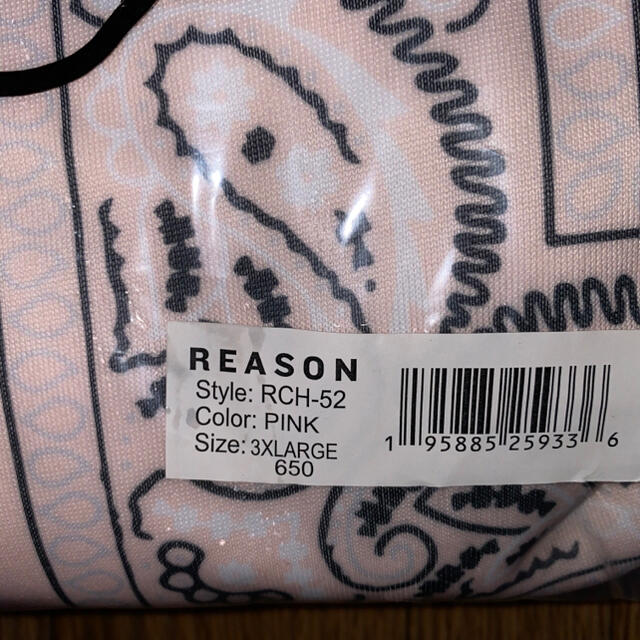 REASON
Style: RCH-52
Color: PINK
Size: 3XLARGE
650
1 95885 25933 6